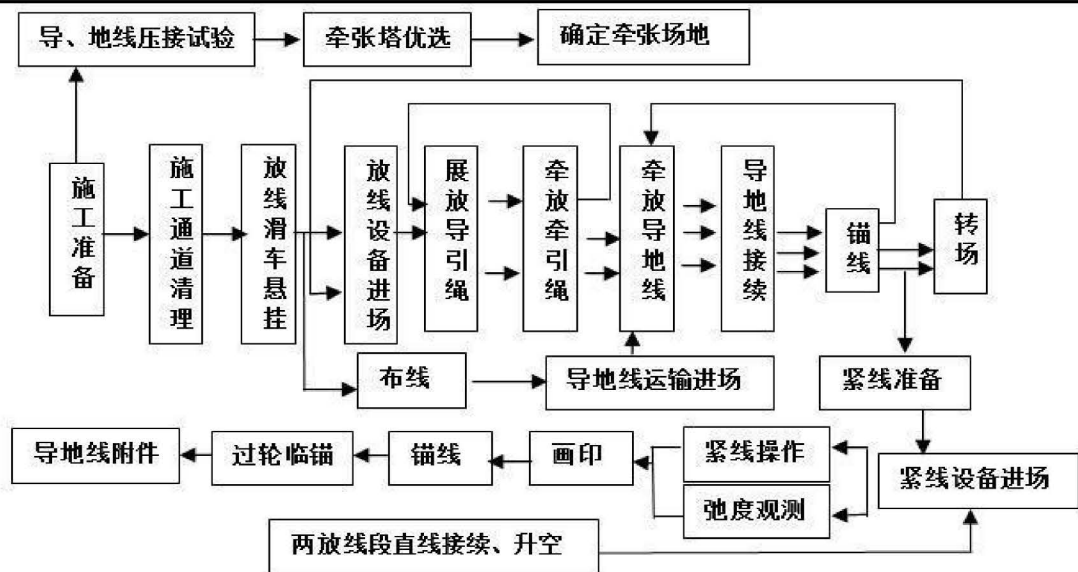 导、地线压接试验
牵张塔优选
确定牵张场地
施工准备
施工通道清理
放线滑车悬挂
放线设备进场
展放导引绳
牵放牵引绳
牵放导地线
导地线接续
锚线
转场
布线
导地线运输进场
紧线准备
导地线附件
过轮临锚
锚线
画印
紧线操作
弛度观测
紧线设备进场
两放线段直线接续、升空